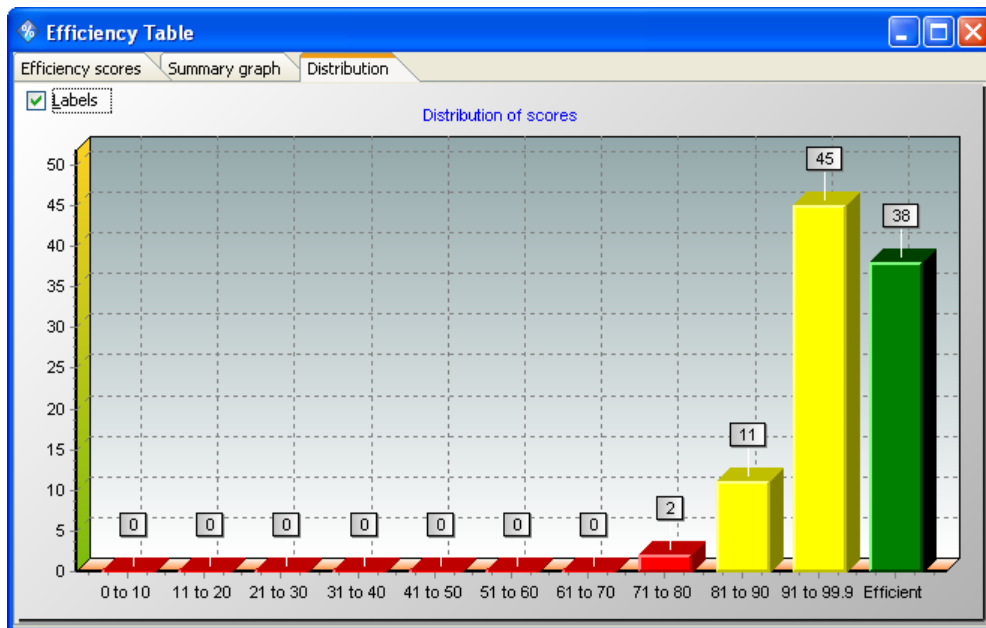 Efficiency Table
Efficiency scores Summary graph Distribution
Labels
Distribution of scores
50
45
40
35
30
25
20
15
10
5
0
0 0 0 0 0 0 0 2 11 45 38
0 to 10 11 to 20 21 to 30 31 to 40 41 to 50 51 to 60 61 to 70 71 to 80 81 to 90 91 to 99.9 Efficient